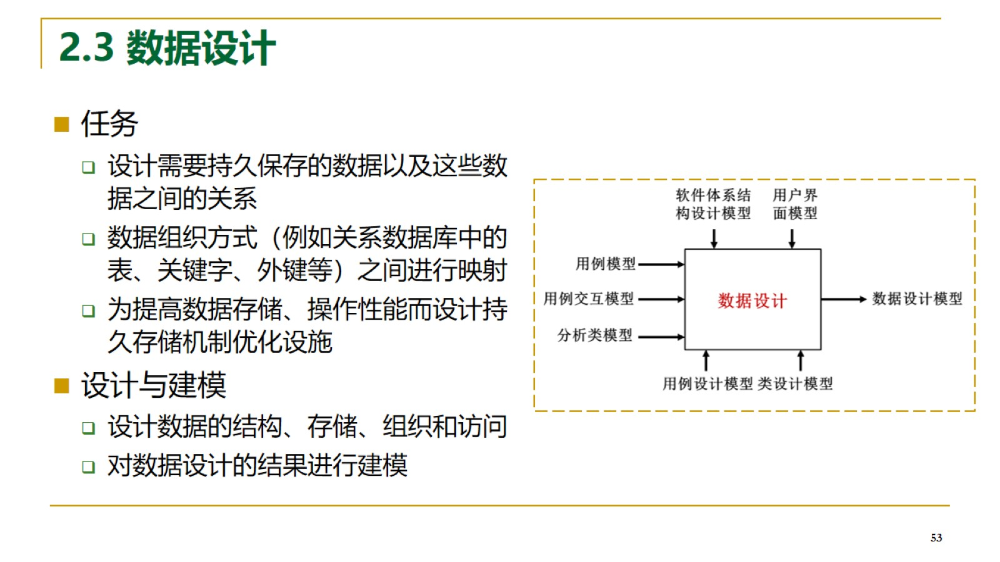 2.3 数据设计
任务
设计需要持久保存的数据以及这些数
据之间的关系
数据组织方式（例如关系数据库中的
表、关键字、外键等）之间进行映射
为提高数据存储、操作性能而设计持
久存储机制优化设施
设计与建模
设计数据的结构、存储、组织和访问
对数据设计的结果进行建模
软件体系结
构设计模型
用户界
面模型
用例模型
用例交互模型
分析类模型
数据设计
数据设计模型
用例设计模型
类设计模型
53